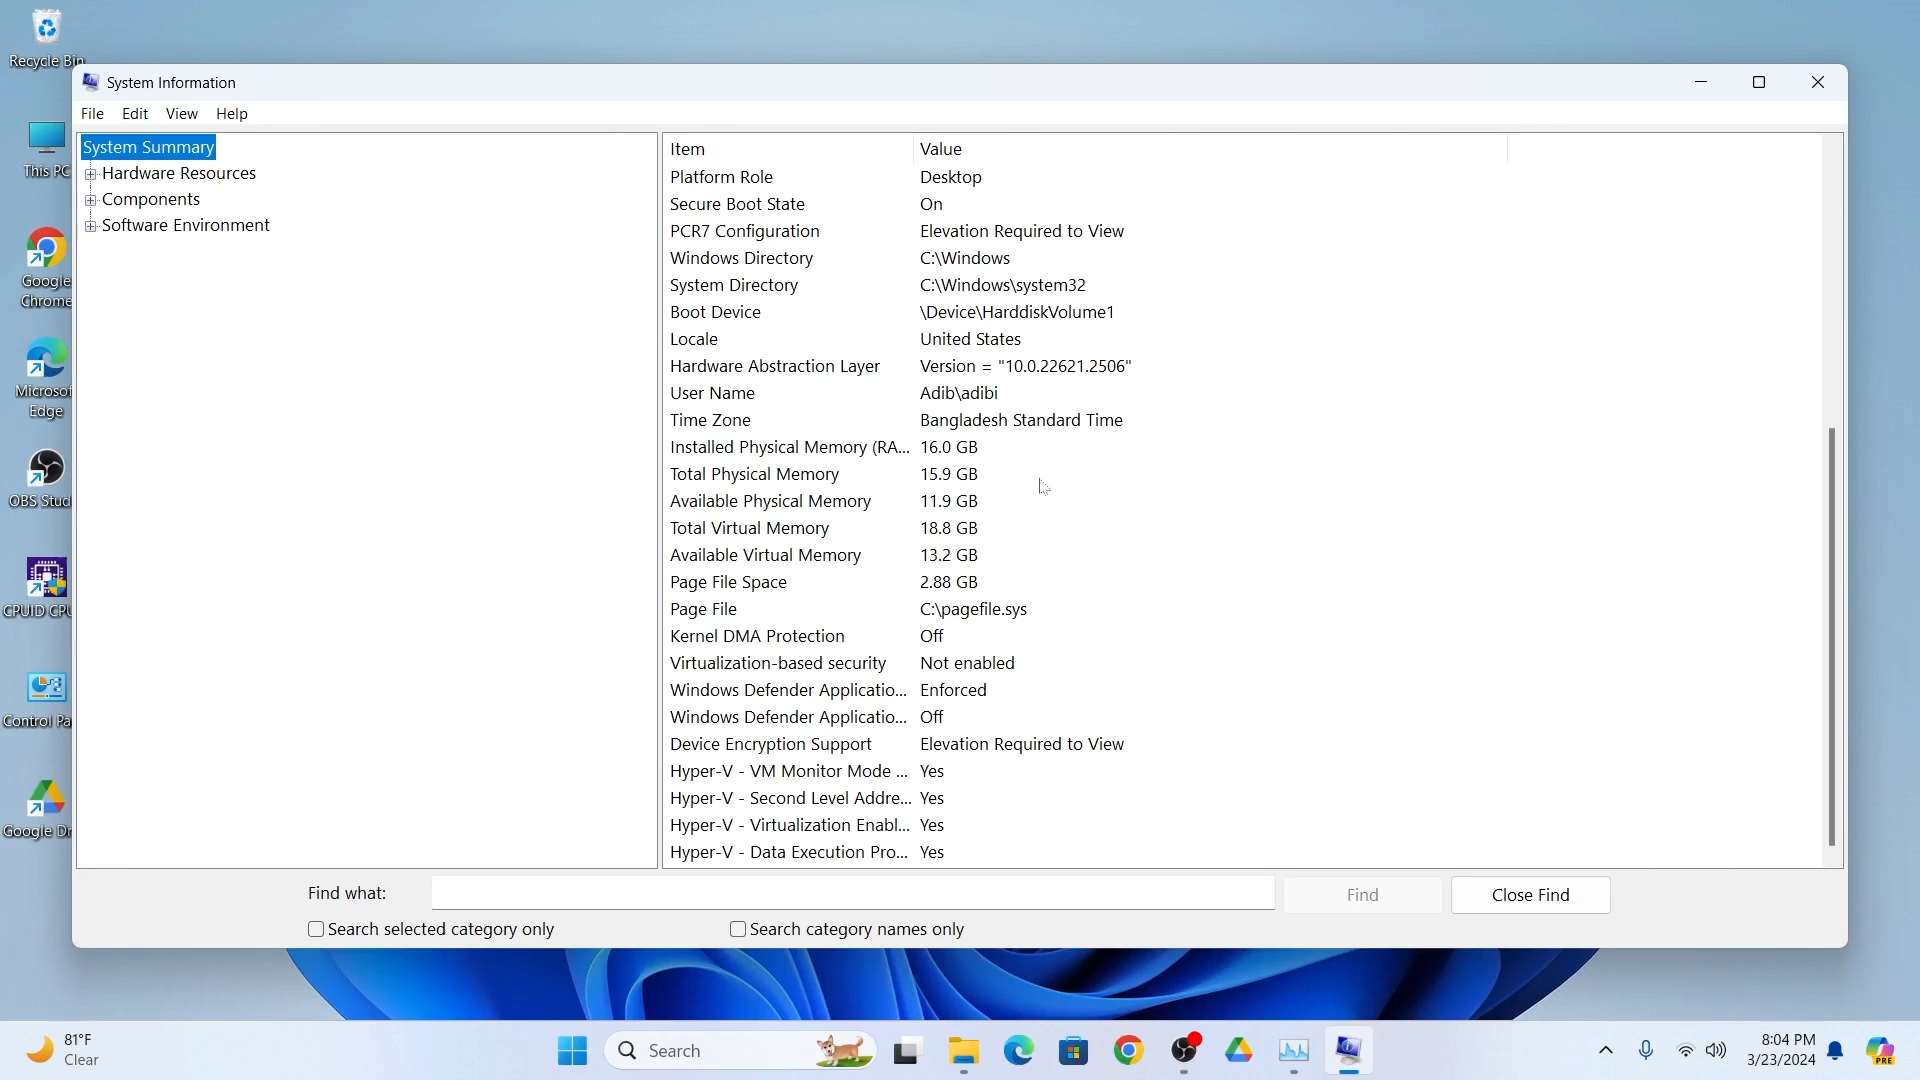 Recycle Bin
This PC
Google
Chrome
Microsof
Edge
OBS Stud
CPUID CPU
Control Pa
Google Dr
System Information
File Edit View Help
System Summary
Hardware Resources
Components
Software Environment
Item Value
Platform Role Desktop
Secure Boot State On
PCR7 Configuration Elevation Required to View
Windows Directory C:\Windows
System Directory C:\Windows\system32
Boot Device \Device\HarddiskVolume1
Locale United States
Hardware Abstraction Layer Version = "10.0.22621.2506"
User Name Adib\adibi
Time Zone Bangladesh Standard Time
Installed Physical Memory (RA... 16.0 GB
Total Physical Memory 15.9 GB
Available Physical Memory 11.9 GB
Total Virtual Memory 18.8 GB
Available Virtual Memory 13.2 GB
Page File Space 2.88 GB
Page File C:\pagefile.sys
Kernel DMA Protection Off
Virtualization-based security Not enabled
Windows Defender Applicatio... Enforced
Windows Defender Applicatio... Off
Device Encryption Support Elevation Required to View
Hyper-V - VM Monitor Mode ... Yes
Hyper-V - Second Level Addre... Yes
Hyper-V - Virtualization Enabl... Yes
Hyper-V - Data Execution Pro... Yes
Find what: Find Close Find
Search selected category only Search category names only
81°F
Clear
Search
8:04 PM
3/23/2024
PRE